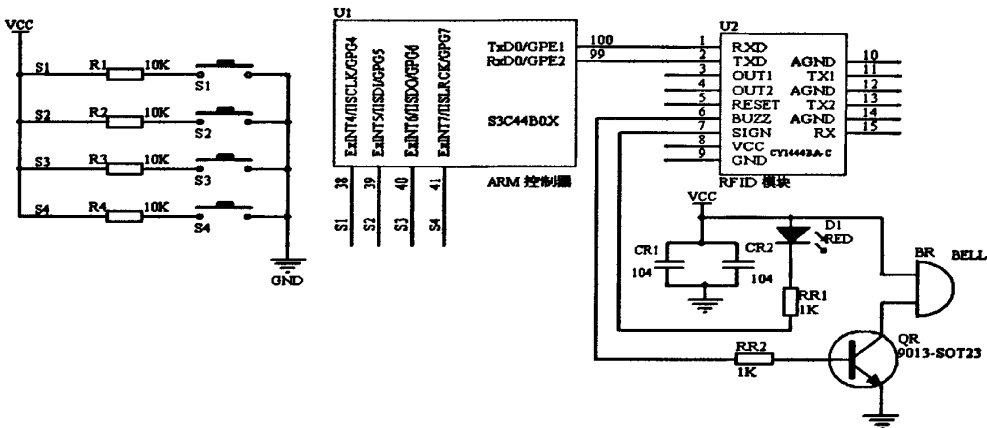 VCC
S1
R1
10K
S1
S2
R2
10K
S2
S3
R3
10K
S3
S4
R4
10K
S4
GND
U1
ExINT4/IISCLK/GPG4
ExINT5/IISDI/GPG5
ExINT6/IISDO/GPG6
ExINT7/IISLRCK/GPG7
TxD0/GPE1
RxD0/GPE2
S3C44B0X
ARM 控制器
100
99
38
39
40
41
S1
S2
S3
S4
U2
1 RXD
2 TXD
3 OUT1
4 OUT2
5 RESET
6 BUZZ
7 SIGN
8 VCC
9 GND
AGND 10
TX1 11
AGND 12
TX2 13
AGND 14
RX 15
CY1443A-C
RFID 模块
VCC
CR1
104
CR2
104
D1
RED
RR1
1K
BR
BELL
RR2
1K
QR
9013-SOT23